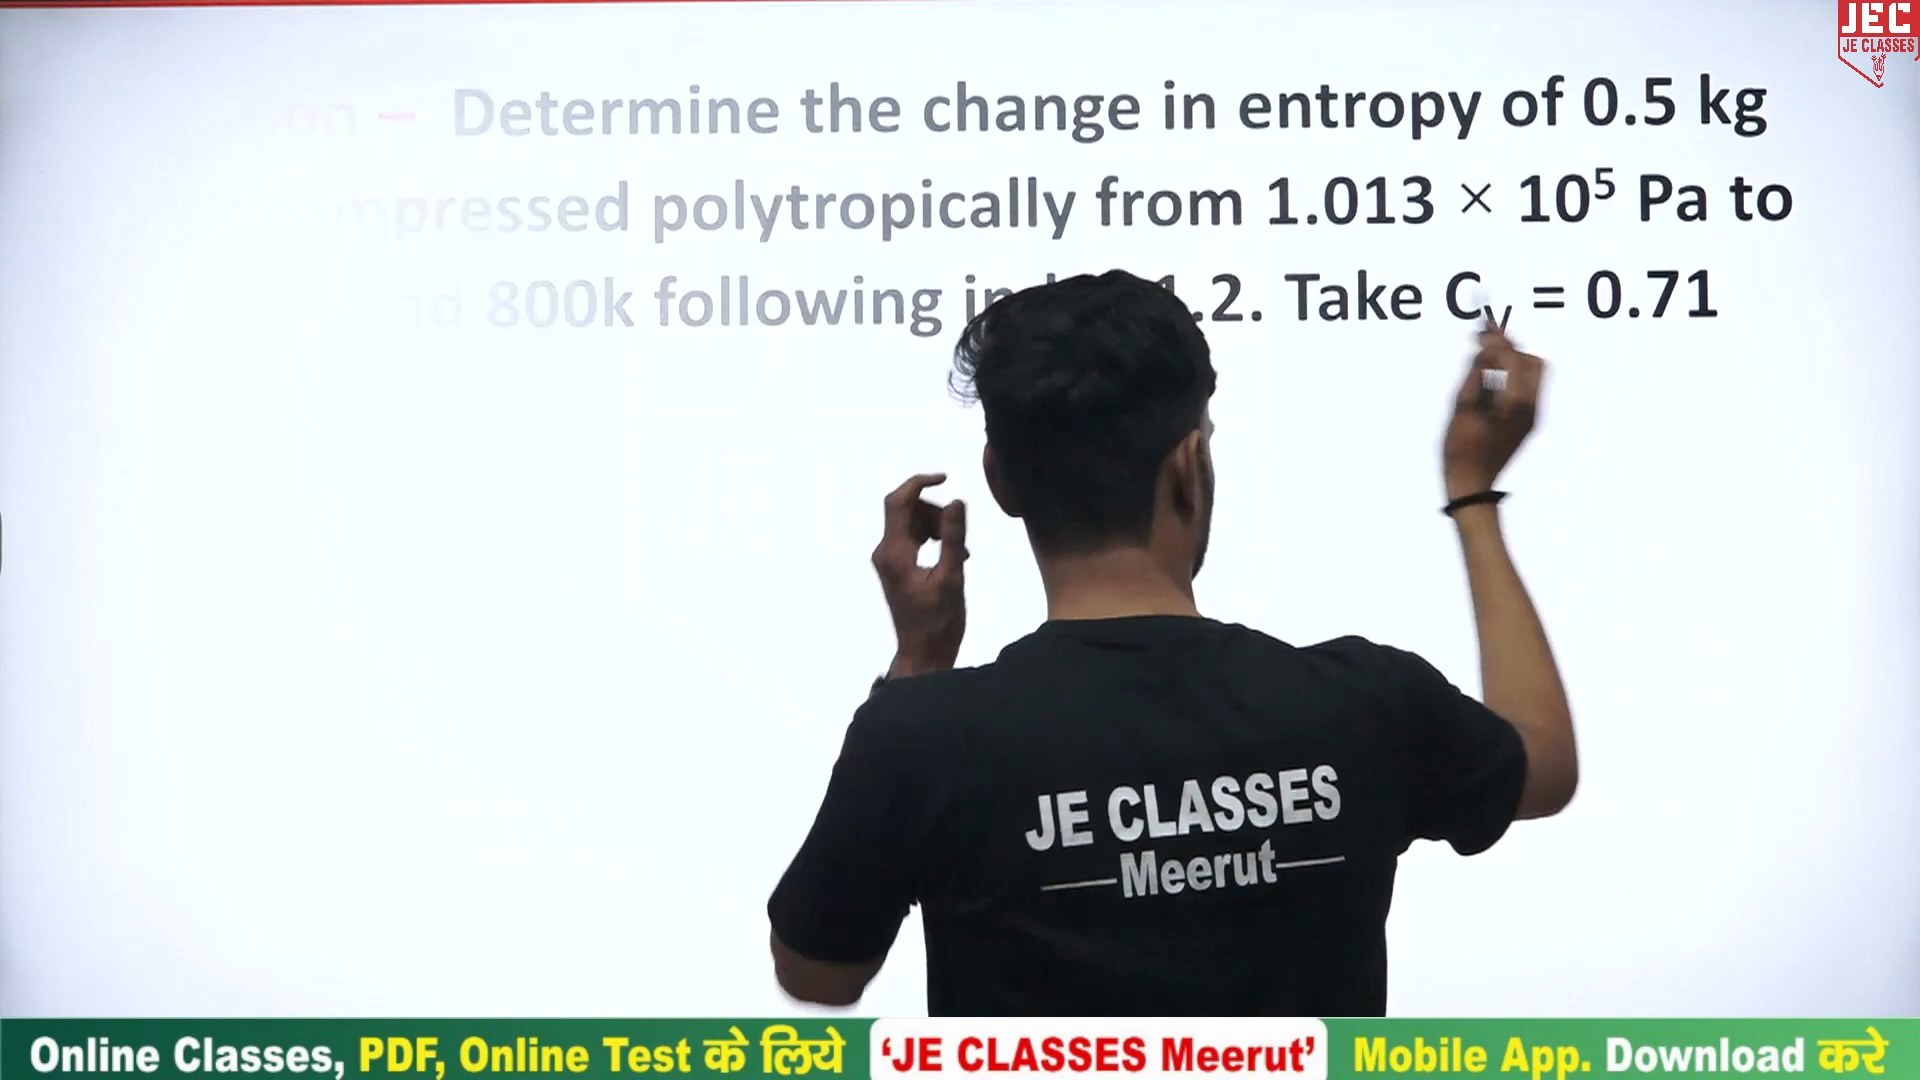 JEC
JE CLASSES
– Determine the change in entropy of 0.5 kg
compressed polytropically from 1.013 × 10⁵ Pa to
800k following 1.2. Take Cᵥ = 0.71
JE CLASSES
Meerut
Online Classes, PDF, Online Test के लिये 'JE CLASSES Meerut' Mobile App. Download करे